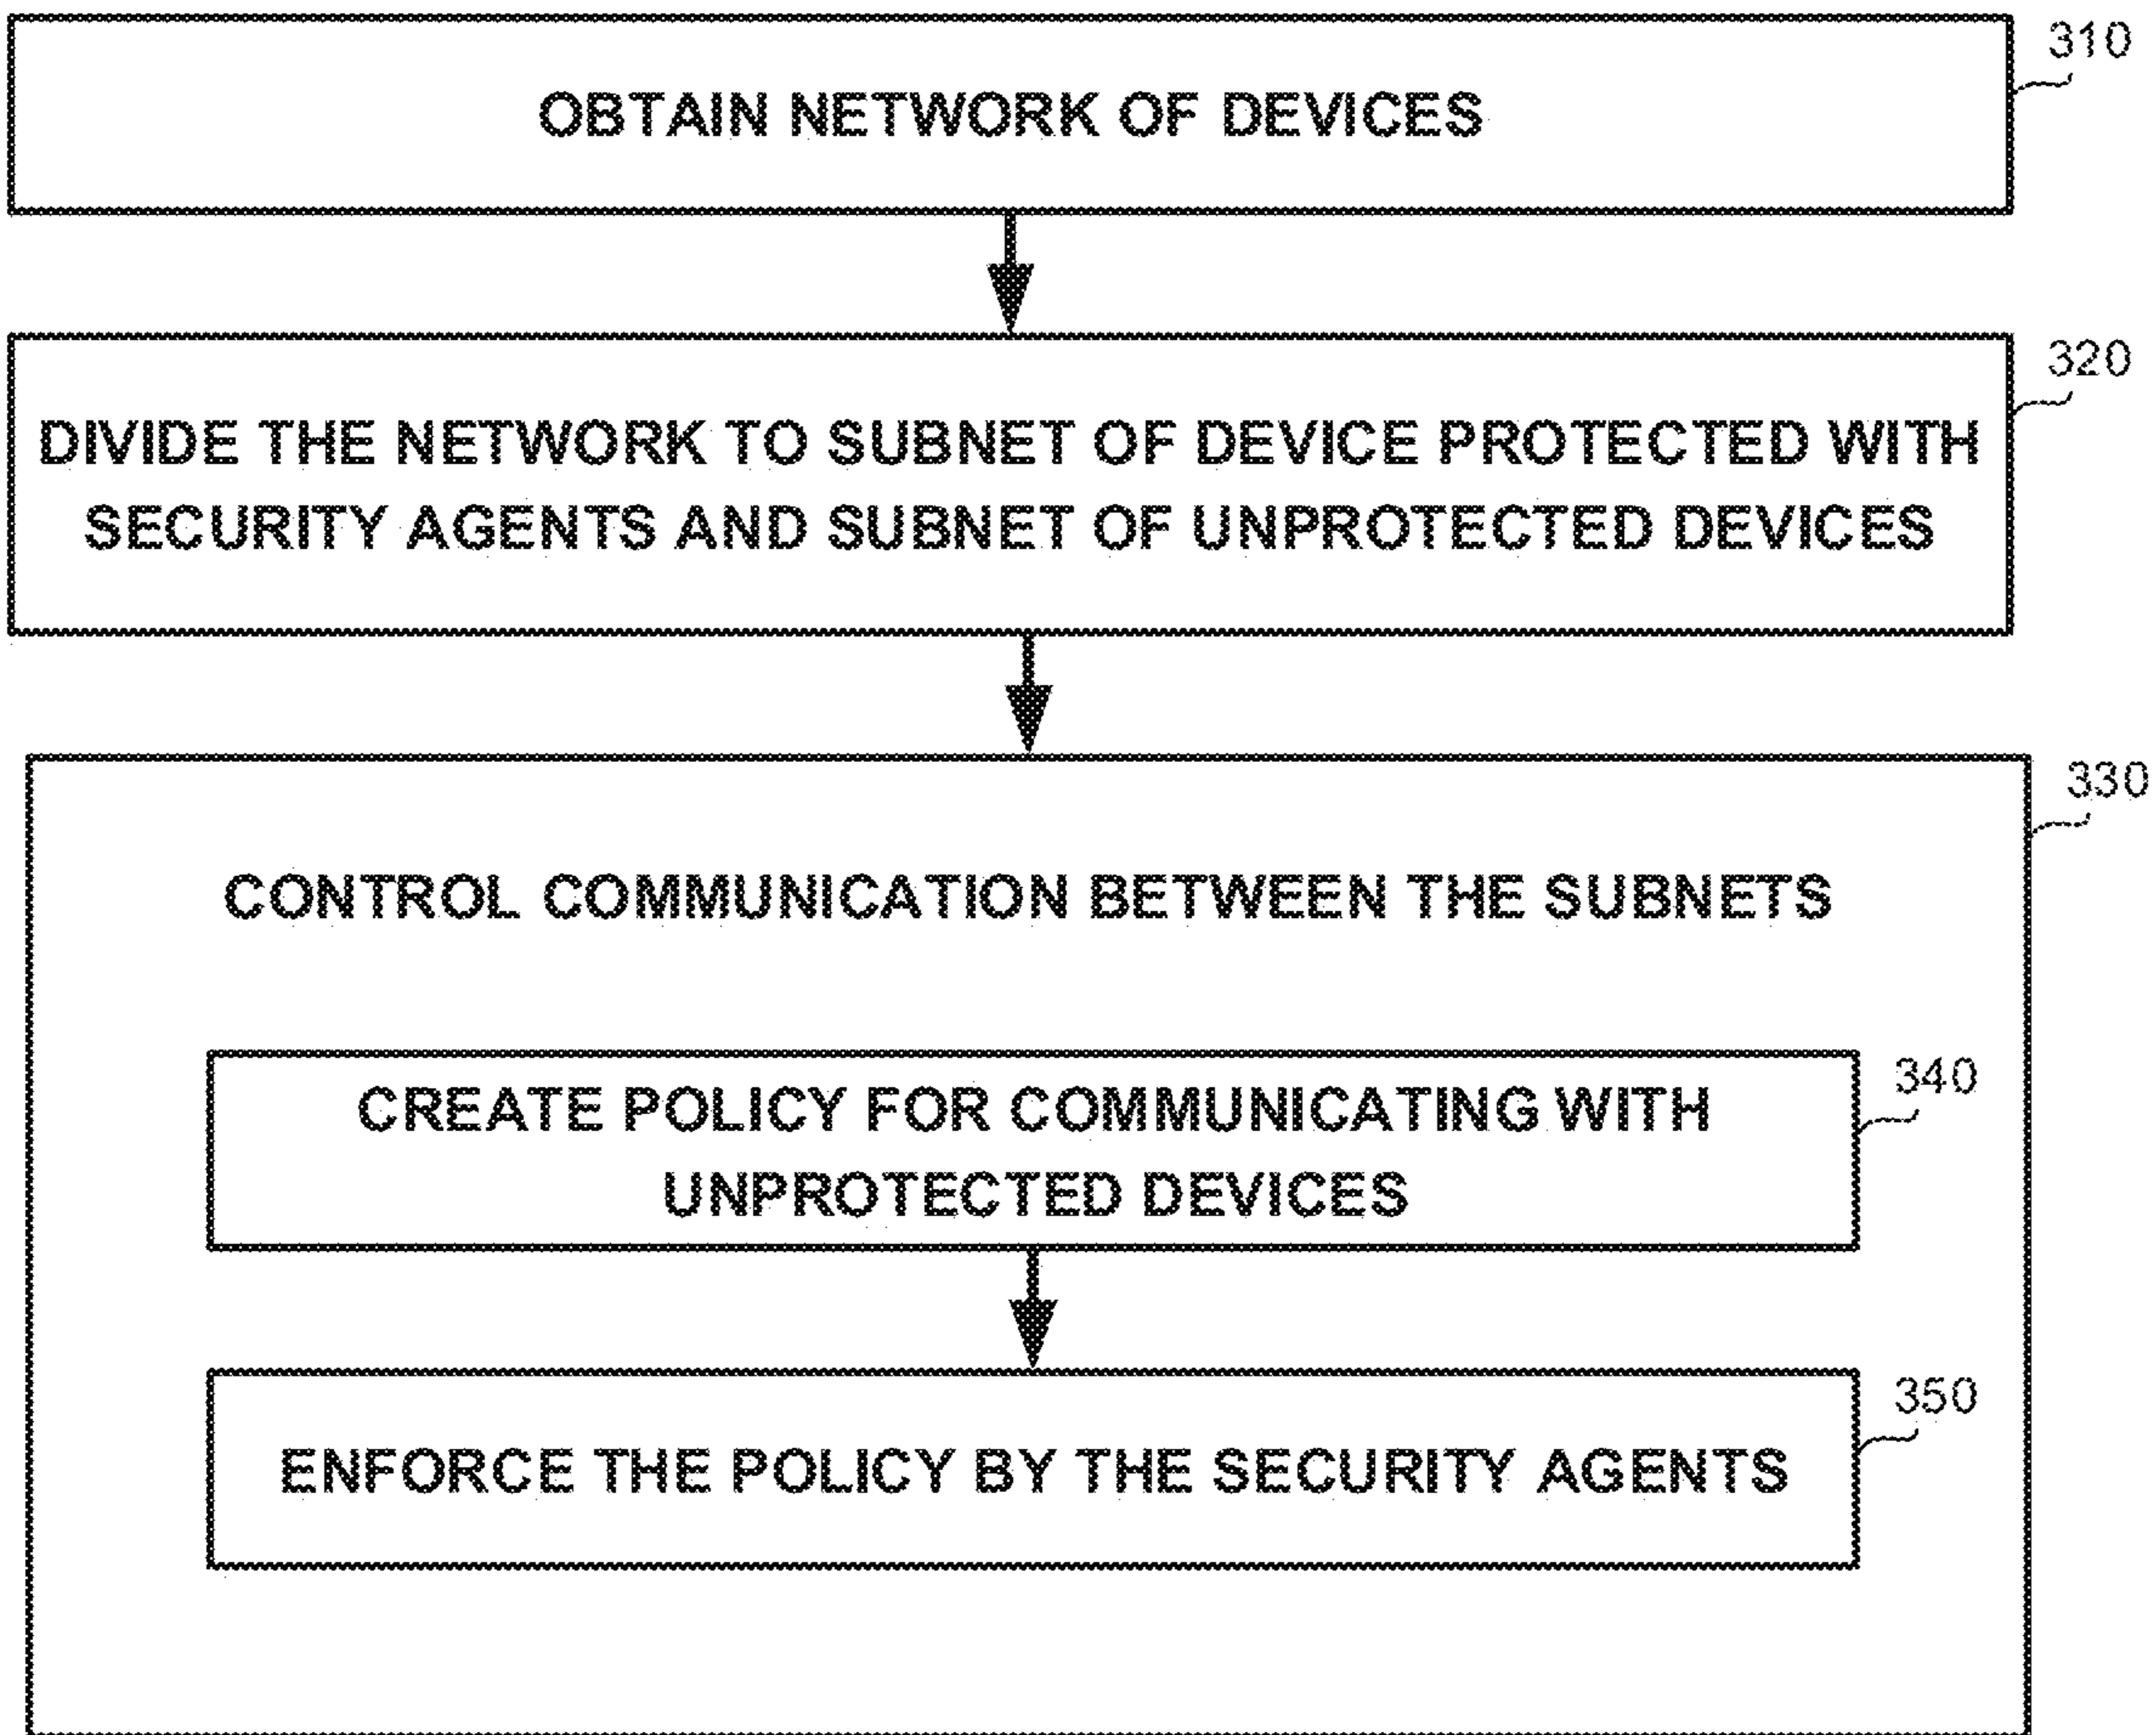 310
OBTAIN NETWORK OF DEVICES
320
DIVIDE THE NETWORK TO SUBNET OF DEVICE PROTECTED WITH
SECURITY AGENTS AND SUBNET OF UNPROTECTED DEVICES
330
CONTROL COMMUNICATION BETWEEN THE SUBNETS
340
CREATE POLICY FOR COMMUNICATING WITH
UNPROTECTED DEVICES
350
ENFORCE THE POLICY BY THE SECURITY AGENTS